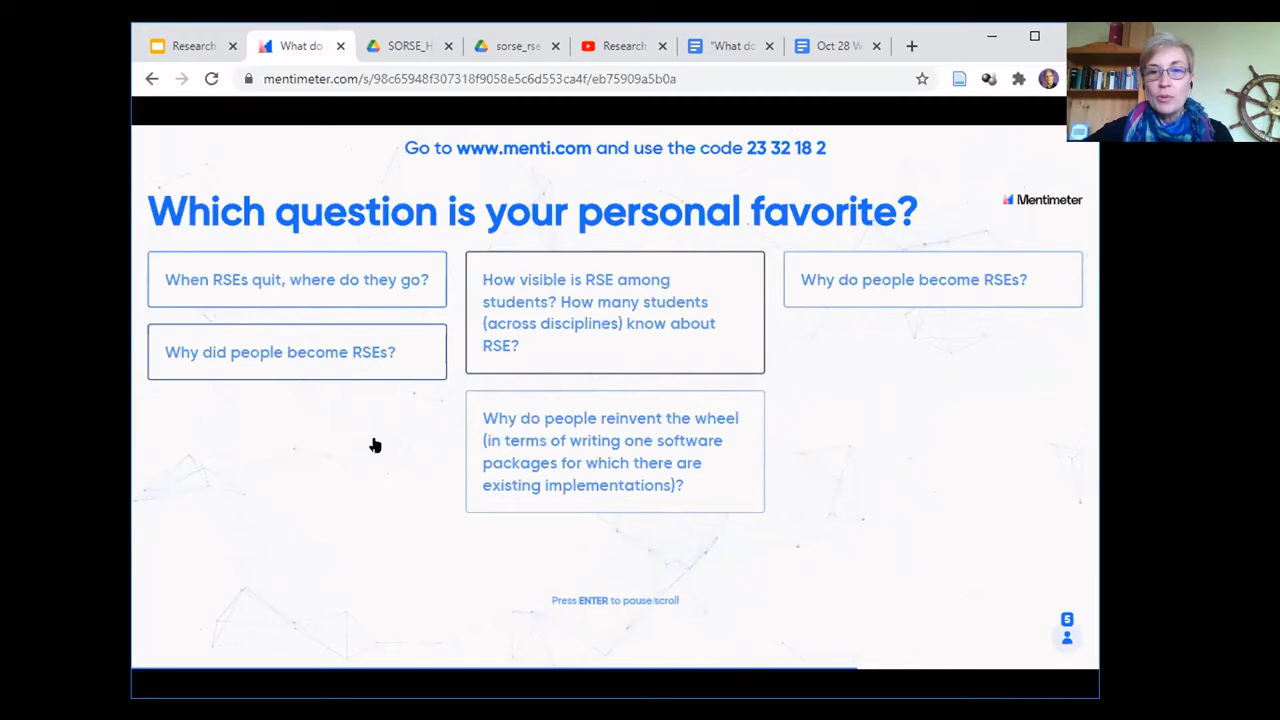 Research
What do
SORSE_H
sorse_rse
Research
"What do
Oct 28 W
mentimeter.com/s/98c65948f307318f9058e5c6d553ca4f/eb75909a5b0a
Go to www.menti.com and use the code 23 32 18 2
Which question is your personal favorite?
Mentimeter
When RSEs quit, where do they go?
Why did people become RSEs?
How visible is RSE among
students? How many students
(across disciplines) know about
RSE?
Why do people reinvent the wheel
(in terms of writing one software
packages for which there are
existing implementations)?
Why do people become RSEs?
Press ENTER to pause scroll
5